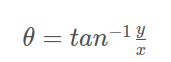 θ = tan⁻¹ y/x